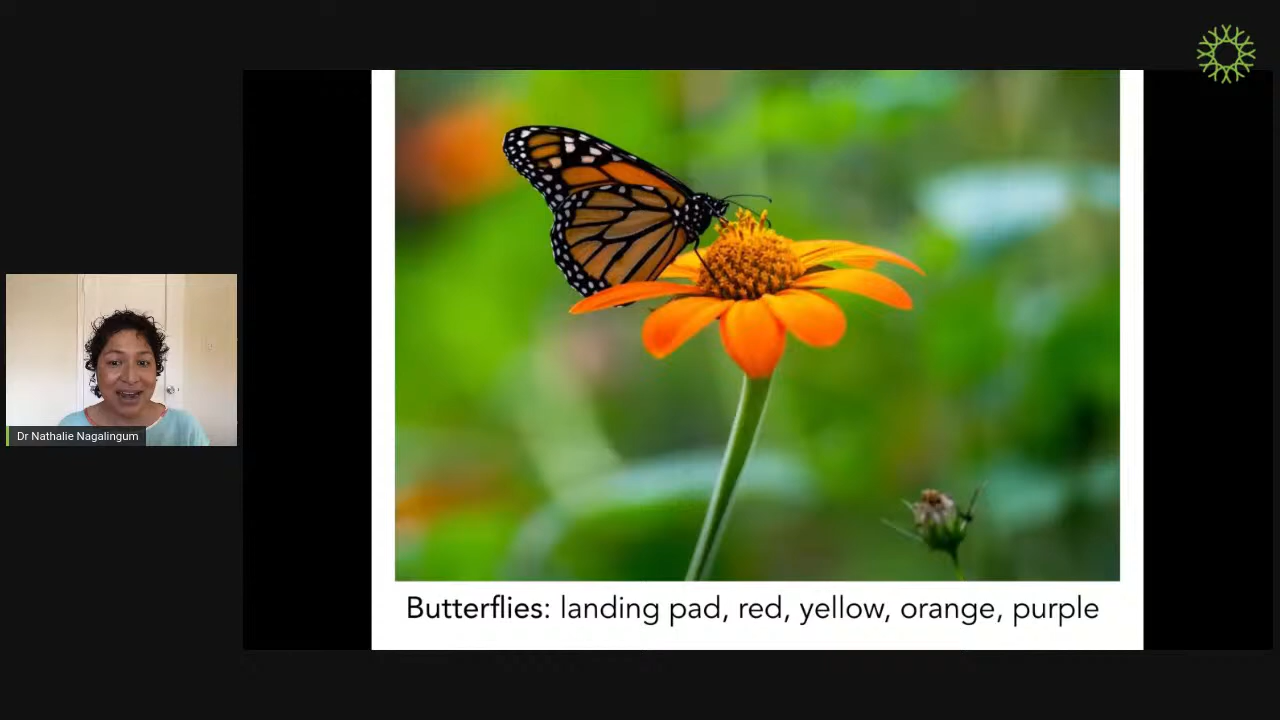 Dr Nathalie Nagalingum
Butterflies: landing pad, red, yellow, orange, purple